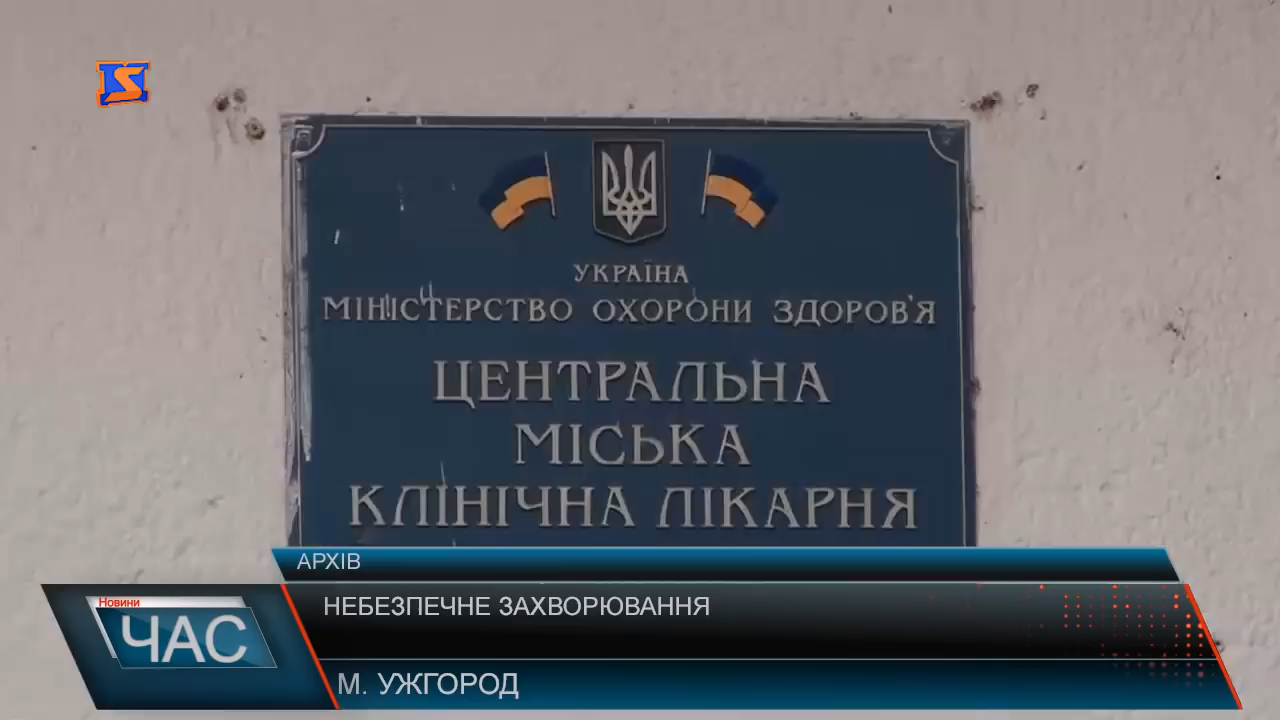 УКРАЇНА
МІНІСТЕРСТВО ОХОРОНИ ЗДОРОВ'Я
ЦЕНТРАЛЬНА
МІСЬКА
КЛІНІЧНА ЛІКАРНЯ
АРХІВ
Новини
ЧАС
НЕБЕЗПЕЧНЕ ЗАХВОРЮВАННЯ
М. УЖГОРОД